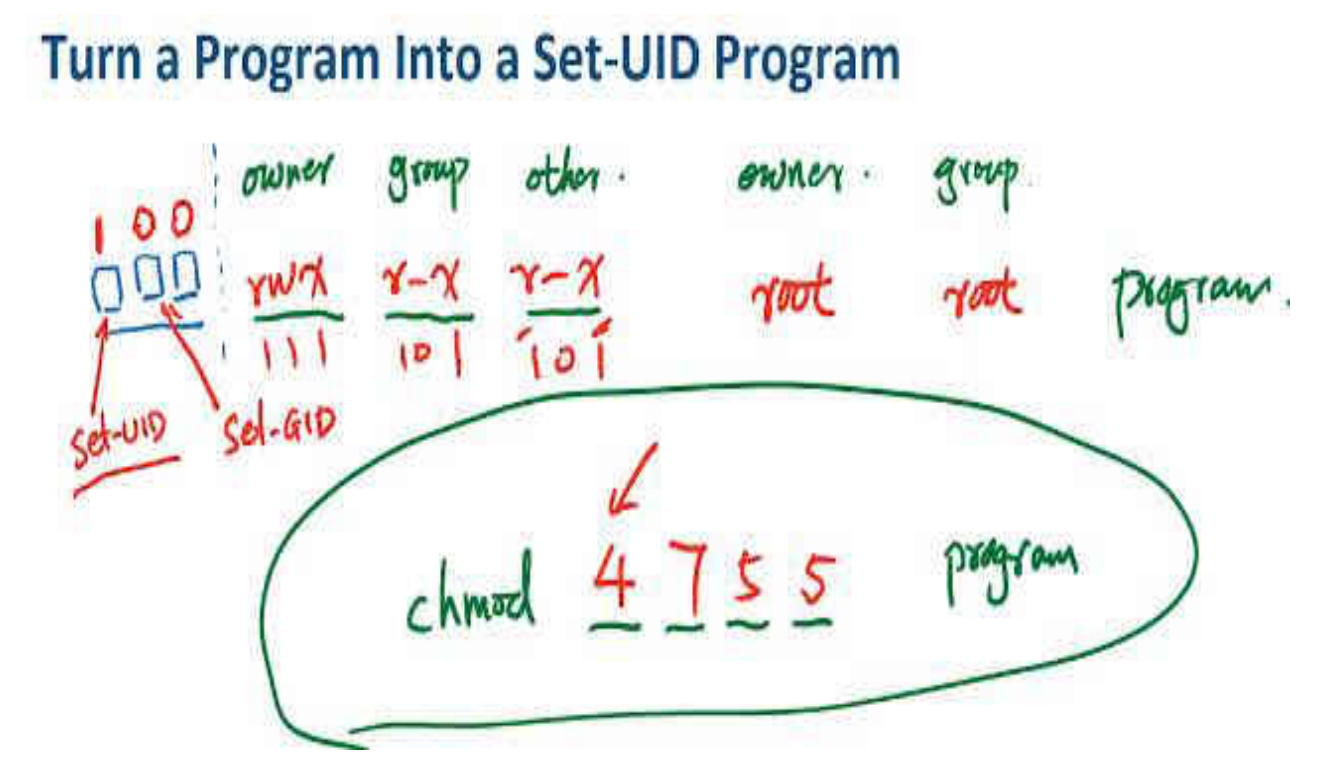 Turn a Program Into a Set-UID Program
owner group other. owner. group
1 0 0
rwx r-x r-x root root program.
111 101 101
Set-UID Set-GID
chmod 4 7 5 5 program